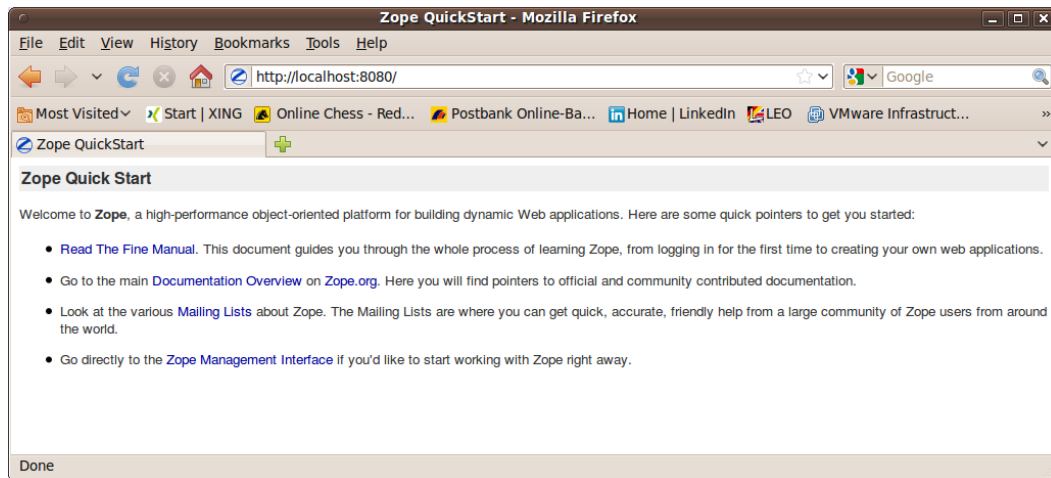 Zope QuickStart - Mozilla Firefox
File Edit View History Bookmarks Tools Help
http://localhost:8080/ Google
Most Visited Start | XING Online Chess - Red... Postbank Online-Ba... Home | LinkedIn LEO VMware Infrastruct... »
Zope QuickStart
Zope Quick Start
Welcome to Zope, a high-performance object-oriented platform for building dynamic Web applications. Here are some quick pointers to get you started:
• Read The Fine Manual. This document guides you through the whole process of learning Zope, from logging in for the first time to creating your own web applications.
• Go to the main Documentation Overview on Zope.org. Here you will find pointers to official and community contributed documentation.
• Look at the various Mailing Lists about Zope. The Mailing Lists are where you can get quick, accurate, friendly help from a large community of Zope users from around
the world.
• Go directly to the Zope Management Interface if you'd like to start working with Zope right away.
Done